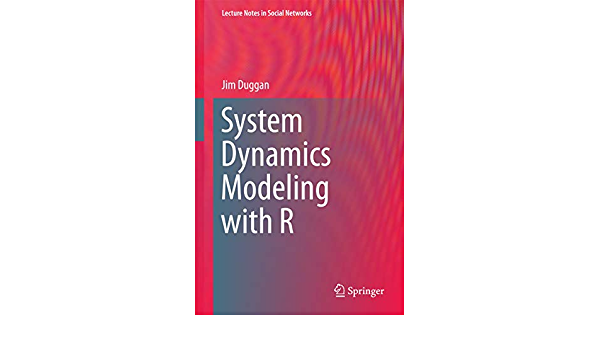 Lecture Notes in Social Networks
Jim Duggan
System
Dynamics
Modeling
with R
Springer